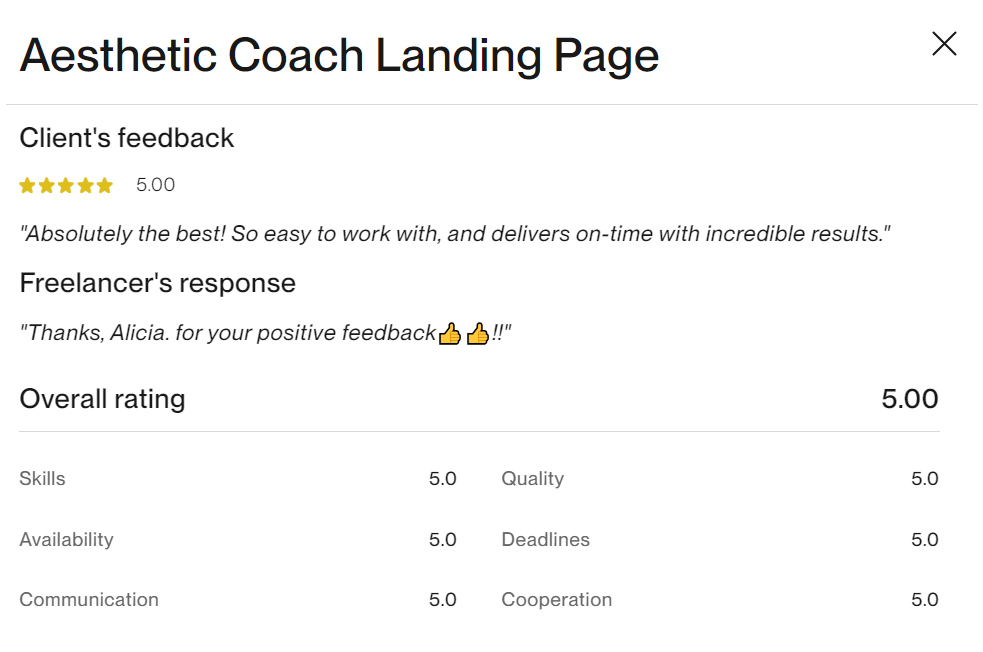 Aesthetic Coach Landing Page
Client's feedback
5.00
"Absolutely the best! So easy to work with, and delivers on-time with incredible results."
Freelancer's response
"Thanks, Alicia. for your positive feedback👍👍!!"
Overall rating 5.00
Skills 5.0 Quality 5.0
Availability 5.0 Deadlines 5.0
Communication 5.0 Cooperation 5.0